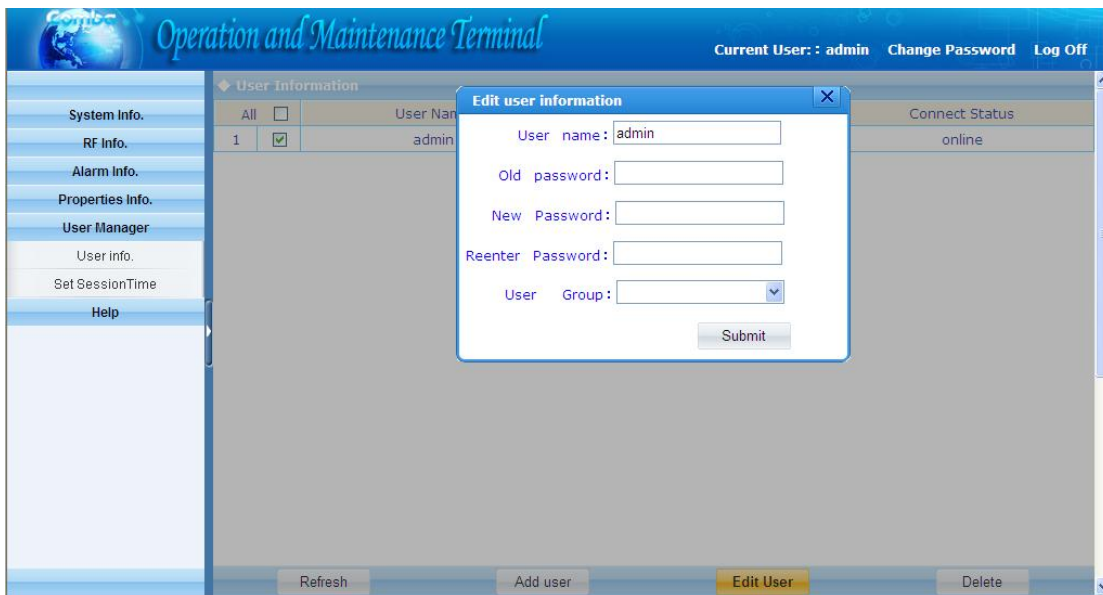 Comba
Operation and Maintenance Terminal
Current User: : admin Change Password Log Off
System Info.
RF Info.
Alarm Info.
Properties Info.
User Manager
User info.
Set SessionTime
Help
User Information
All User Nam Connect Status
1 admin online
Edit user information
User name: admin
Old password:
New Password:
Reenter Password:
User Group:
Submit
Refresh Add user Edit User Delete